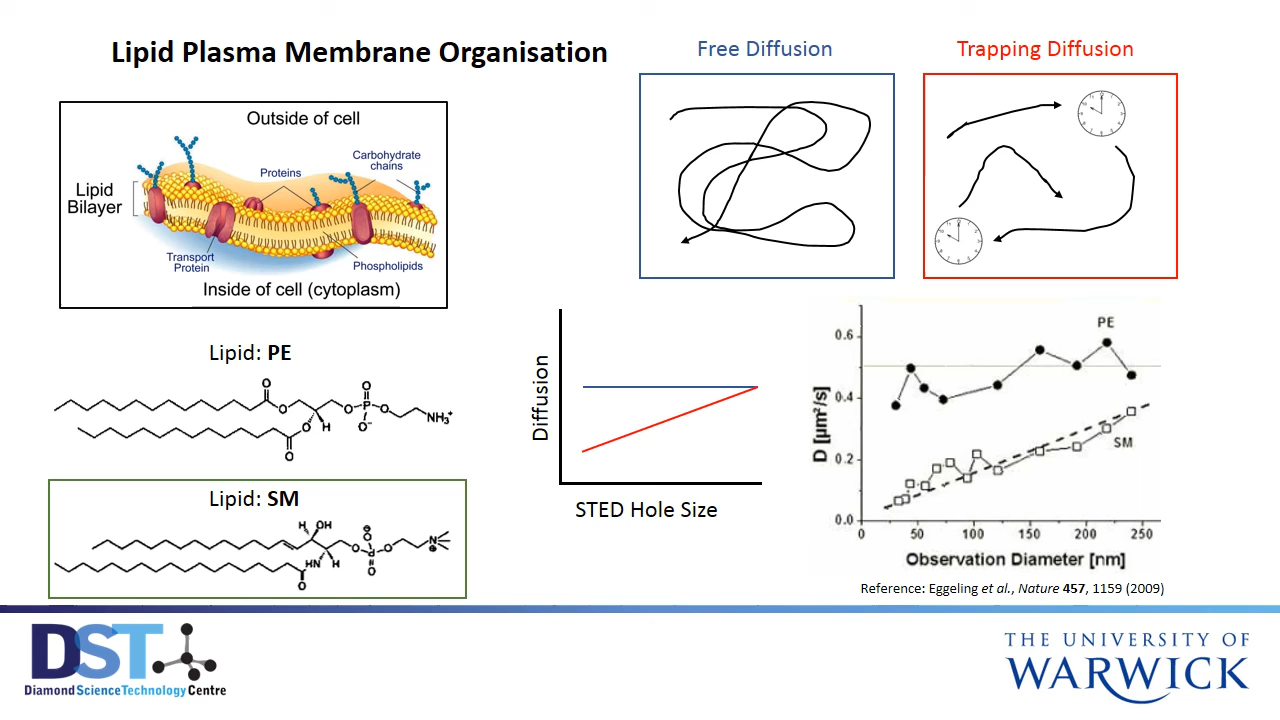 Lipid Plasma Membrane Organisation
Free Diffusion
Trapping Diffusion
Outside of cell
Carbohydrate
chains
Proteins
Lipid
Bilayer
Transport
Protein
Phospholipids
Inside of cell (cytoplasm)
Lipid: PE
O
O
O
P
O
O
NH3+
O-
O
H
O
Lipid: SM
H
OH
O
O
P
O
N
HN
H
O
O
Diffusion
STED Hole Size
D [µm²/s]
0.6
0.4
0.2
0.0
PE
SM
0 50 100 150 200 250
Observation Diameter [nm]
Reference: Eggeling et al., Nature 457, 1159 (2009)
DST
Diamond Science Technology Centre
THE UNIVERSITY OF
WARWICK